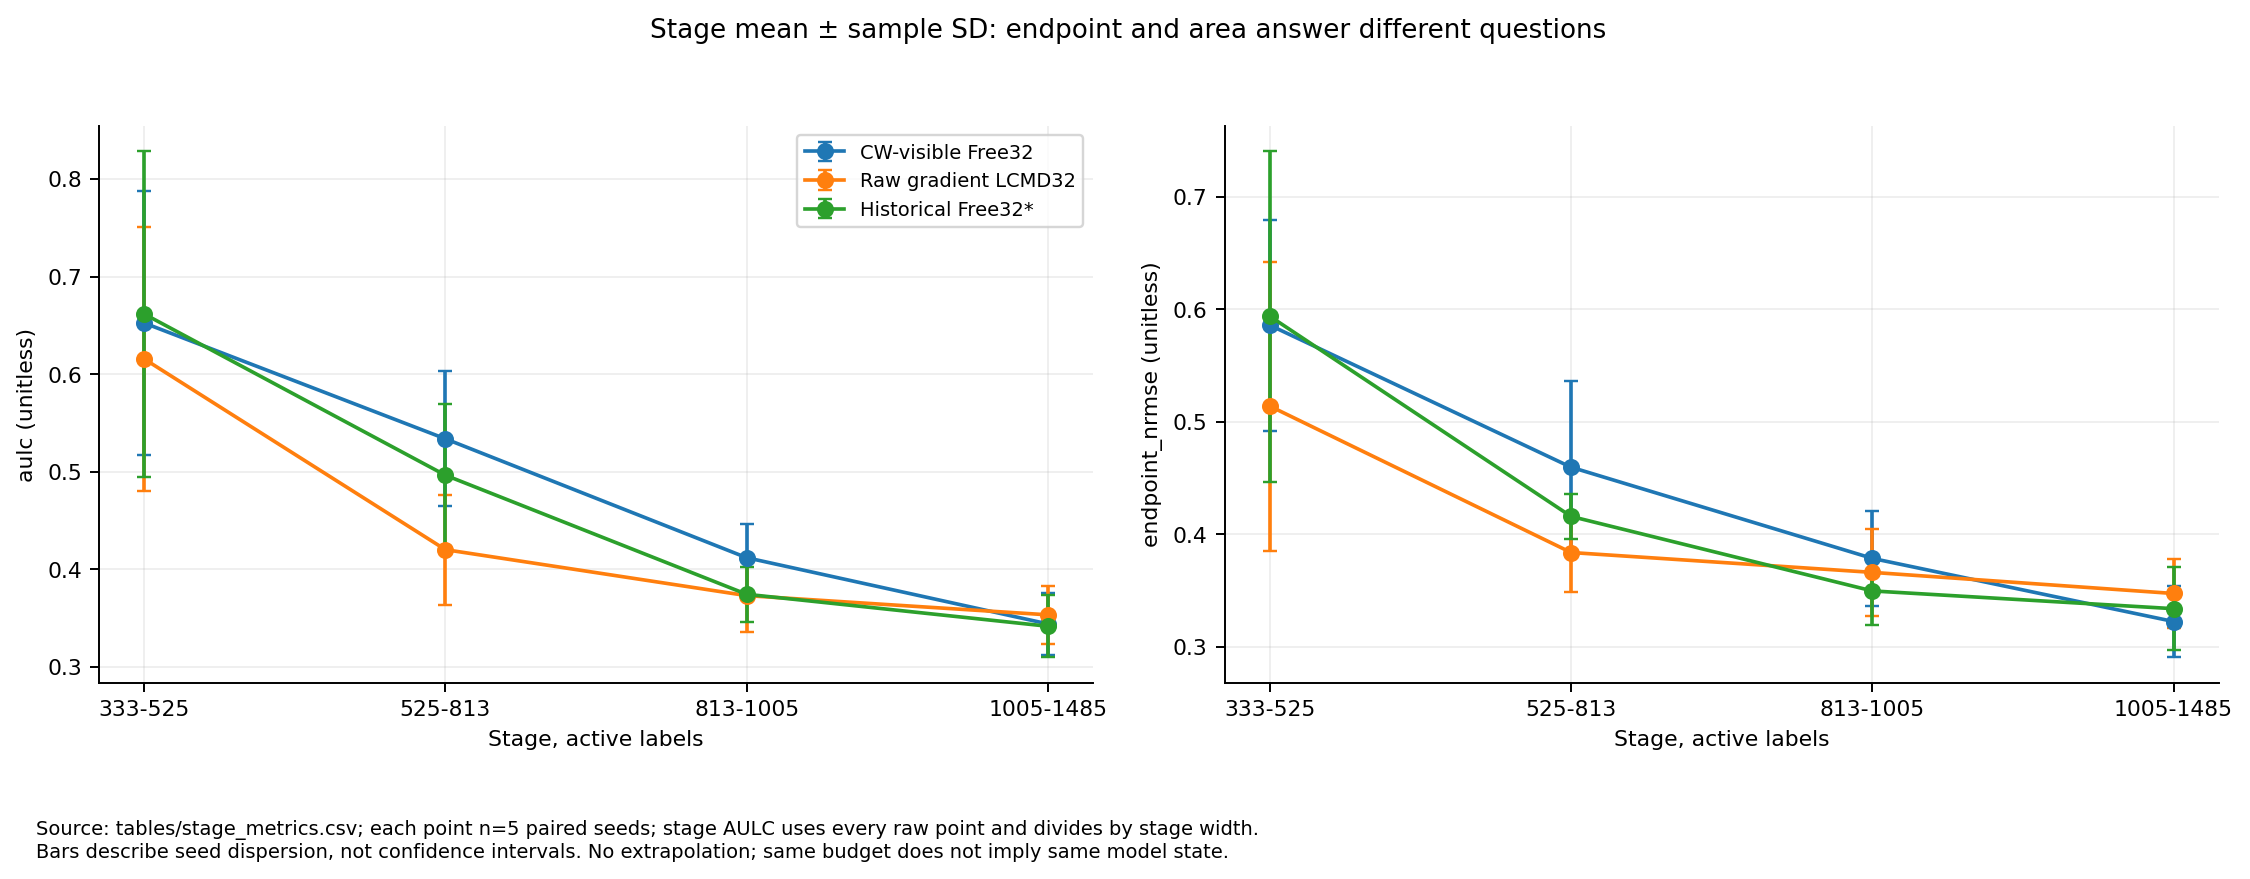 Stage mean ± sample SD: endpoint and area answer different questions
aulc (unitless)
0.8
0.7
0.6
0.5
0.4
0.3
CW-visible Free32
Raw gradient LCMD32
Historical Free32*
333-525
525-813
813-1005
1005-1485
Stage, active labels
endpoint_nrmse (unitless)
0.7
0.6
0.5
0.4
0.3
333-525
525-813
813-1005
1005-1485
Stage, active labels
Source: tables/stage_metrics.csv; each point n=5 paired seeds; stage AULC uses every raw point and divides by stage width.
Bars describe seed dispersion, not confidence intervals. No extrapolation; same budget does not imply same model state.